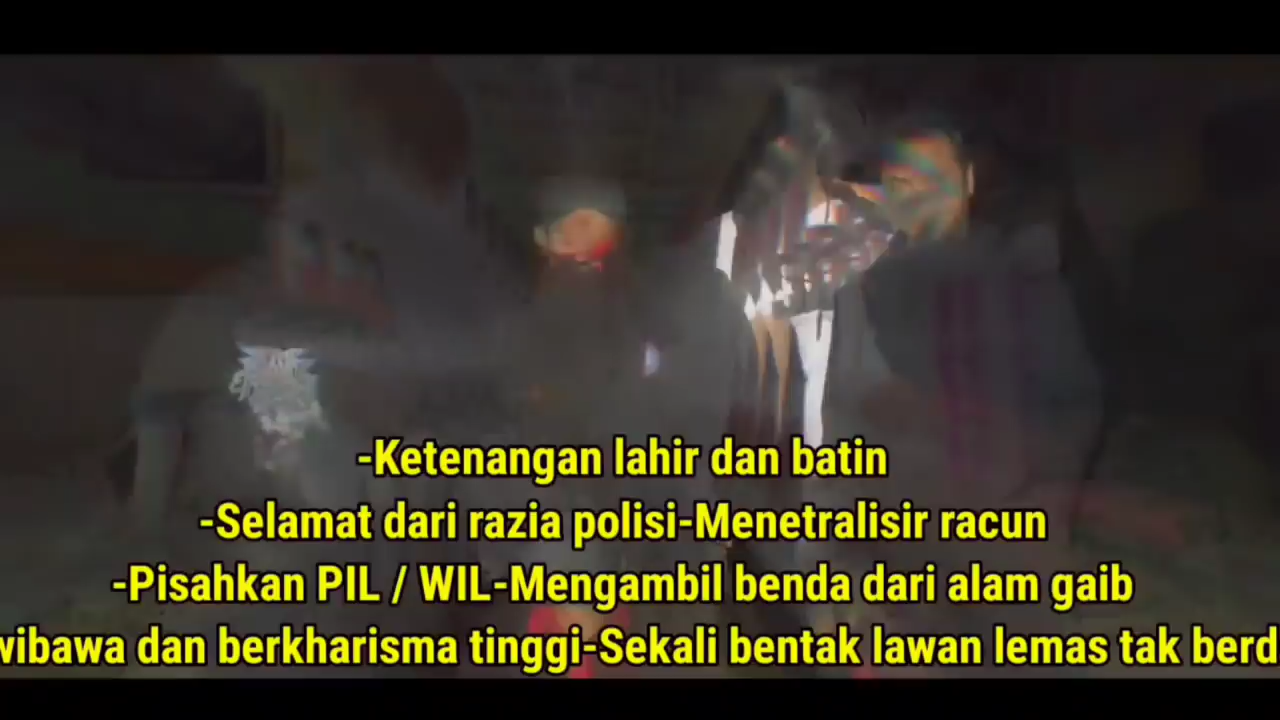 -Ketenangan lahir dan batin
-Selamat dari razia polisi-Menetralisir racun
-Pisahkan PIL / WIL-Mengambil benda dari alam gaib
wibawa dan berkharisma tinggi-Sekali bentak lawan lemas tak berd